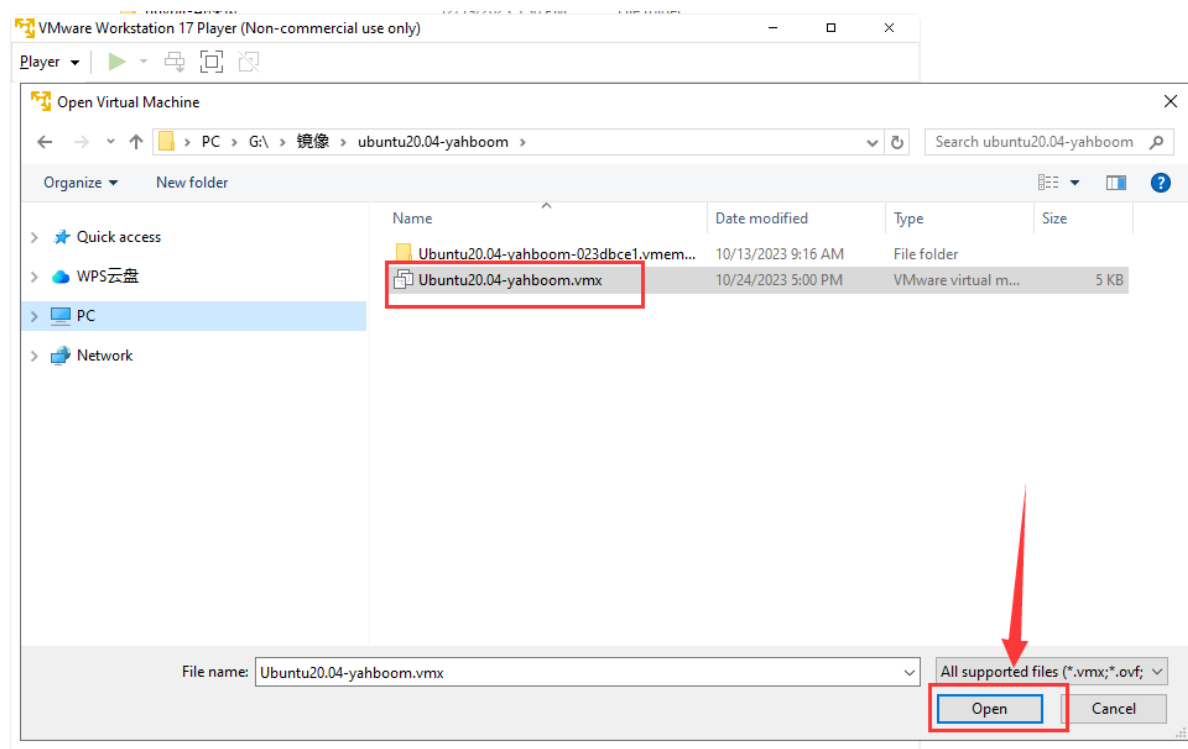 VMware Workstation 17 Player (Non-commercial use only)
Player
Open Virtual Machine
PC > G:\ > 镜像 > ubuntu20.04-yahboom >
Search ubuntu20.04-yahboom
Organize
New folder
Name
Date modified
Type
Size
Quick access
Ubuntu20.04-yahboom-023dbce1.vmem...
10/13/2023 9:16 AM
File folder
WPS云盘
Ubuntu20.04-yahboom.vmx
10/24/2023 5:00 PM
VMware virtual m...
5 KB
PC
Network
File name:
Ubuntu20.04-yahboom.vmx
All supported files (*.vmx;*.ovf;
Open
Cancel